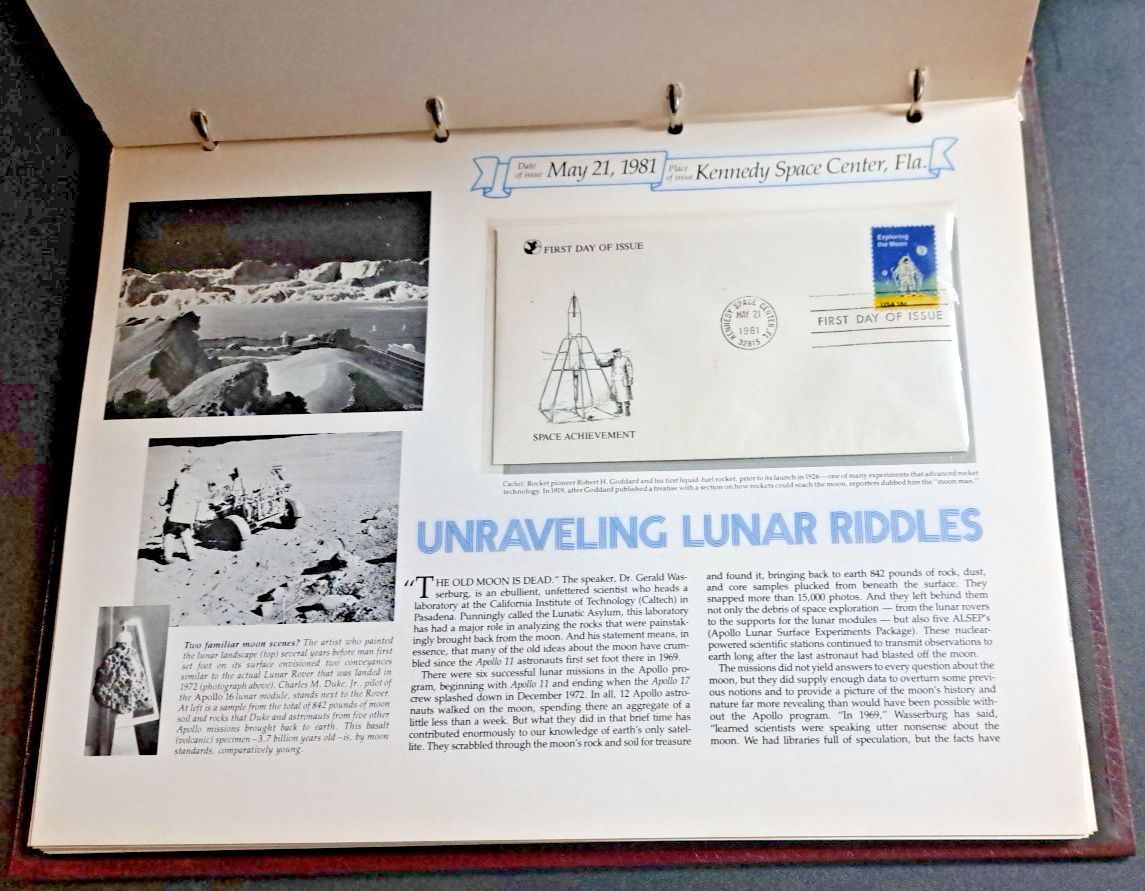 Date of issue May 21, 1981 Place of issue Kennedy Space Center, Fla.
FIRST DAY OF ISSUE
Exploring
the Moon
USA 18c
KENNEDY SPACE CENTER, FL
MAY 21
1981
32815
FIRST DAY OF ISSUE
SPACE ACHIEVEMENT
Cachet: Rocket pioneer Robert H. Goddard and his first liquid-fuel rocket, prior to its launch in 1926—one of many experiments that advanced rocket
technology. In 1919, after Goddard published a treatise with a section on how rockets could reach the moon, reporters dubbed him the "moon man."
UNRAVELING LUNAR RIDDLES
Two familiar moon scenes? The artist who painted
the lunar landscape (top) several years before man first
set foot on its surface envisioned two conveyances
similar to the actual Lunar Rover that was landed in
1972 (photograph above). Charles M. Duke, Jr., pilot of
the Apollo 16 lunar module, stands next to the Rover.
At left is a sample from the total of 842 pounds of moon
soil and rocks that Duke and astronauts from five other
Apollo missions brought back to earth. This basalt
(volcanic) specimen –3.7 billion years old –is, by moon
standards, comparatively young.
"THE OLD MOON IS DEAD." The speaker, Dr. Gerald Was-
serburg, is an ebullient, unfettered scientist who heads a
laboratory at the California Institute of Technology (Caltech) in
Pasadena. Punningly called the Lunatic Asylum, this laboratory
has had a major role in analyzing the rocks that were painstak-
ingly brought back from the moon. And his statement means, in
essence, that many of the old ideas about the moon have crum-
bled since the Apollo 11 astronauts first set foot there in 1969.
There were six successful lunar missions in the Apollo pro-
gram, beginning with Apollo 11 and ending when the Apollo 17
crew splashed down in December 1972. In all, 12 Apollo astro-
nauts walked on the moon, spending there an aggregate of a
little less than a week. But what they did in that brief time has
contributed enormously to our knowledge of earth's only satel-
lite. They scrabbled through the moon's rock and soil for treasure
and found it, bringing back to earth 842 pounds of rock, dust,
and core samples plucked from beneath the surface. They
snapped more than 15,000 photos. And they left behind them
not only the debris of space exploration — from the lunar rovers
to the supports for the lunar modules — but also five ALSEP's
(Apollo Lunar Surface Experiments Package). These nuclear-
powered scientific stations continued to transmit observations to
earth long after the last astronaut had blasted off the moon.
The missions did not yield answers to every question about the
moon, but they did supply enough data to overturn some previ-
ous notions and to provide a picture of the moon's history and
nature far more revealing than would have been possible with-
out the Apollo program. "In 1969," Wasserburg has said,
"learned scientists were speaking utter nonsense about the
moon. We had libraries full of speculation, but the facts have